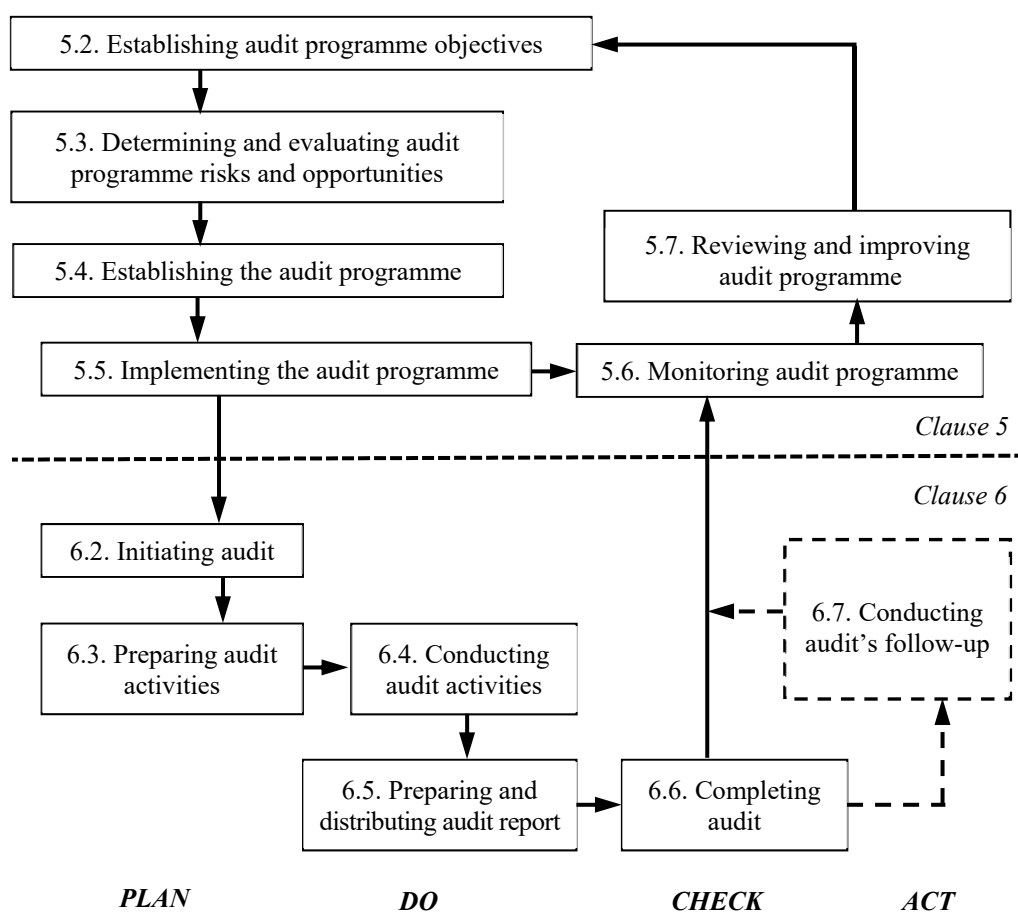 5.2. Establishing audit programme objectives
5.3. Determining and evaluating audit
programme risks and opportunities
5.4. Establishing the audit programme
5.7. Reviewing and improving
audit programme
5.5. Implementing the audit programme
5.6. Monitoring audit programme
Clause 5
Clause 6
6.2. Initiating audit
6.7. Conducting
audit’s follow-up
6.3. Preparing audit
activities
6.4. Conducting
audit activities
6.5. Preparing and
distributing audit report
6.6. Completing
audit
PLAN DO CHECK ACT